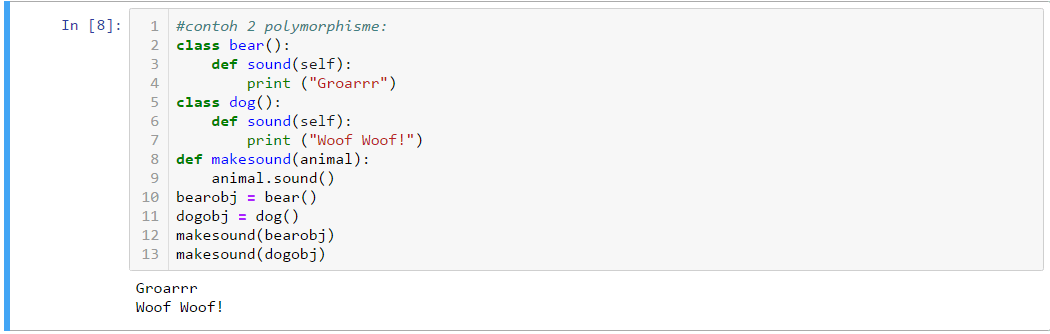 In [8]:
1 #contoh 2 polymorphisme:
2 class bear():
3     def sound(self):
4         print ("Groarrr")
5 class dog():
6     def sound(self):
7         print ("Woof Woof!")
8 def makesound(animal):
9     animal.sound()
10 bearobj = bear()
11 dogobj = dog()
12 makesound(bearobj)
13 makesound(dogobj)
Groarrr
Woof Woof!